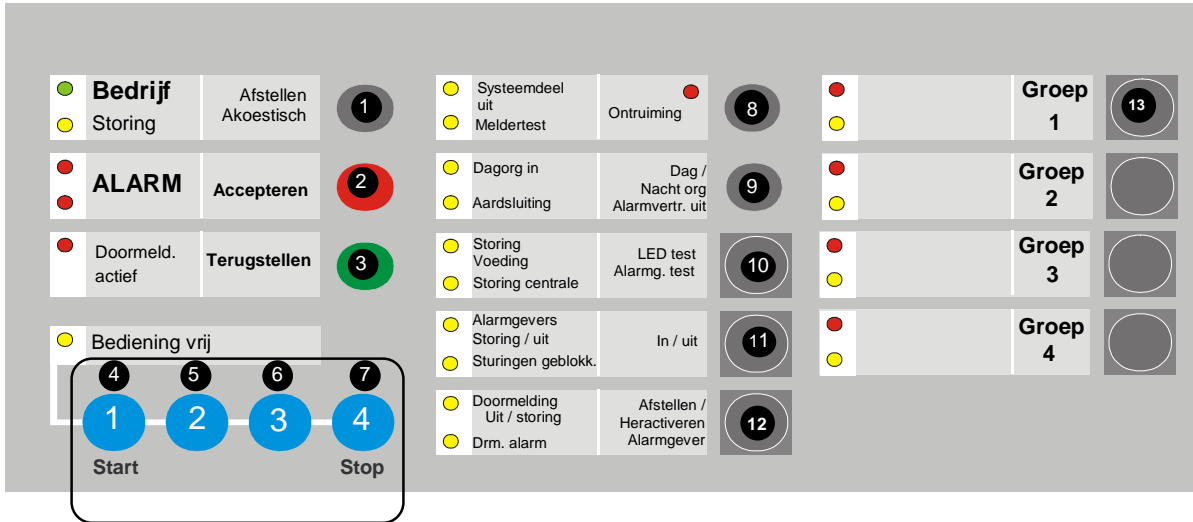 Bedrijf
Storing
Afstellen
Akoestisch
1
ALARM
Accepteren
2
Doormeld.
actief
Terugstellen
3
Bediening vrij
4 5 6 7
1 2 3 4
Start Stop
Systeemdeel
uit
Meldertest
Ontruiming
8
Dagorg in
Aardsluiting
Dag /
Nacht org
Alarmvertr. uit
9
Storing
Voeding
Storing centrale
LED test
Alarmg. test
10
Alarmgevers
Storing / uit
Sturingen geblokk.
In / uit
11
Doormelding
Uit / storing
Drm. alarm
Afstellen /
Heractiveren
Alarmgever
12
Groep
1
13
Groep
2
Groep
3
Groep
4